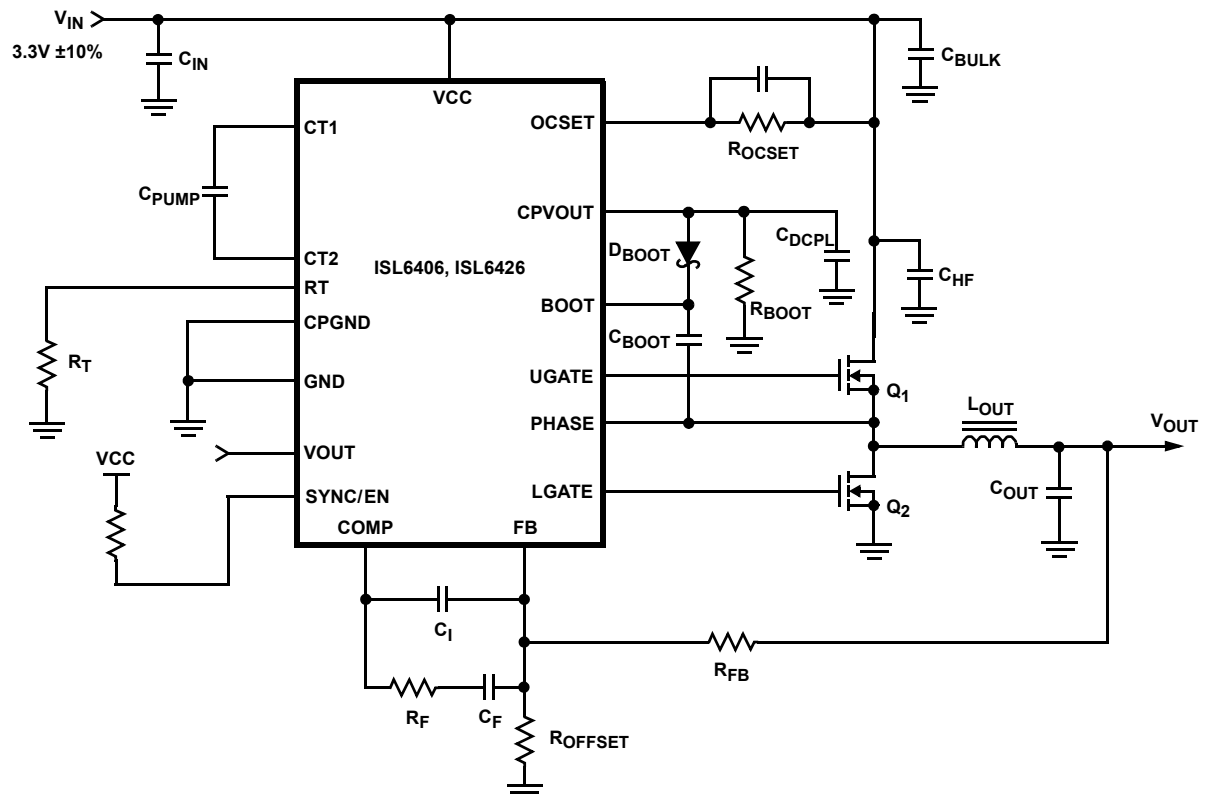 VIN
3.3V ±10%
CIN
CBULK
VCC
CT1
OCSET
ROCSET
CPUMP
CPVOUT
CDCPL
DBOOT
CT2
ISL6406, ISL6426
CHF
RT
BOOT
RBOOT
CPGND
CBOOT
RT
GND
UGATE
Q1
LOUT
PHASE
VOUT
VOUT
VCC
SYNC/EN
LGATE
COUT
Q2
COMP
FB
CI
RFB
RF
CF
ROFFSET